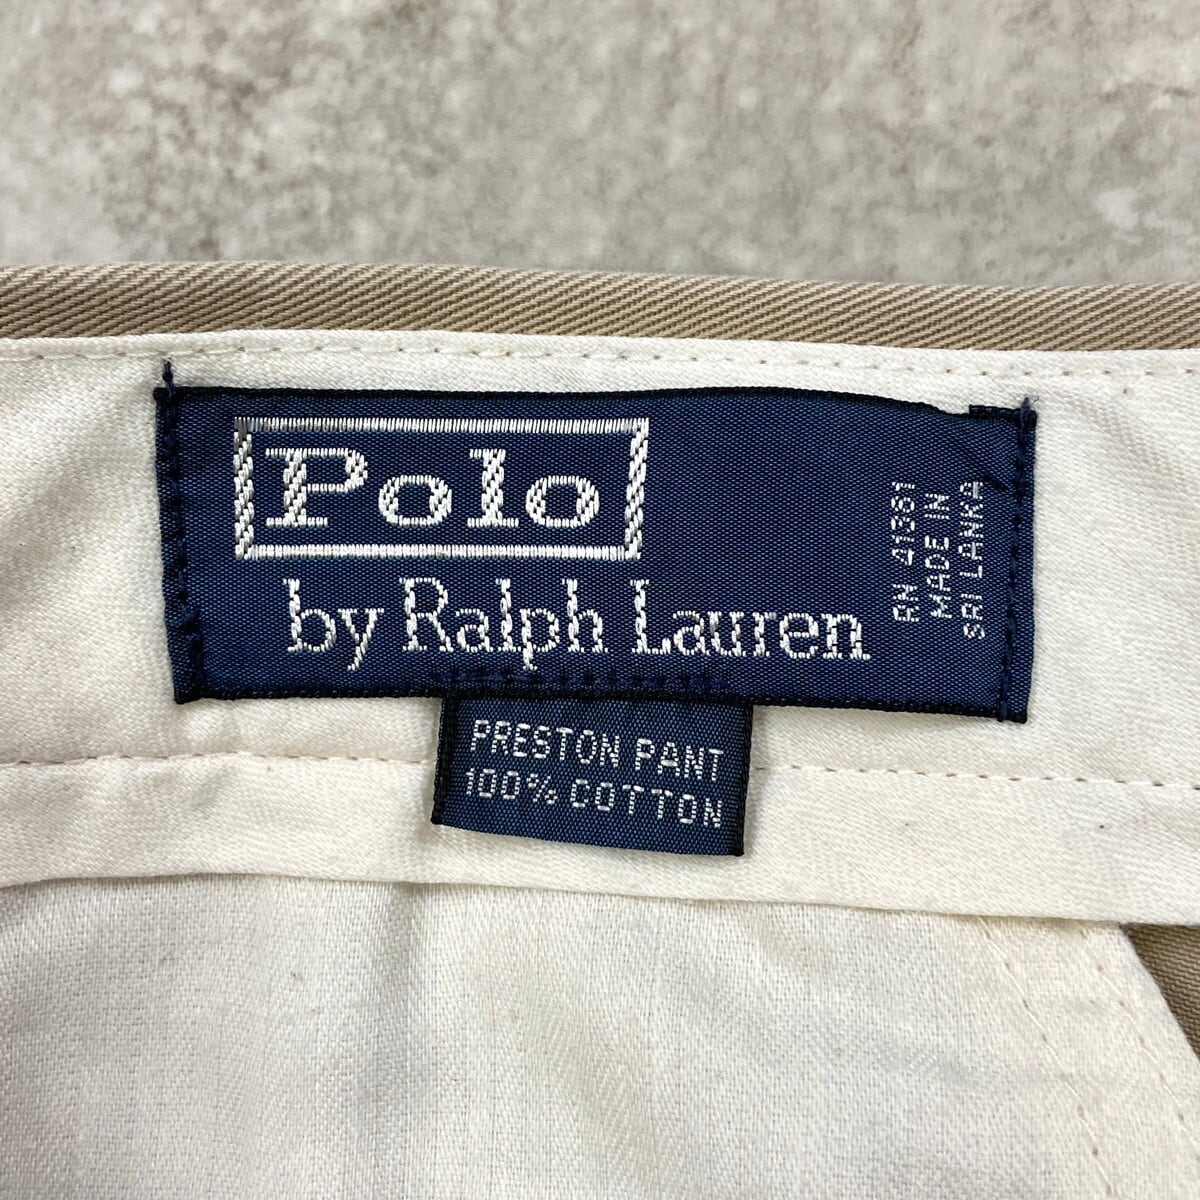 Polo
by Ralph Lauren
RN 41381
MADE IN
SRI LANKA
PRESTON PANT
100% COTTON